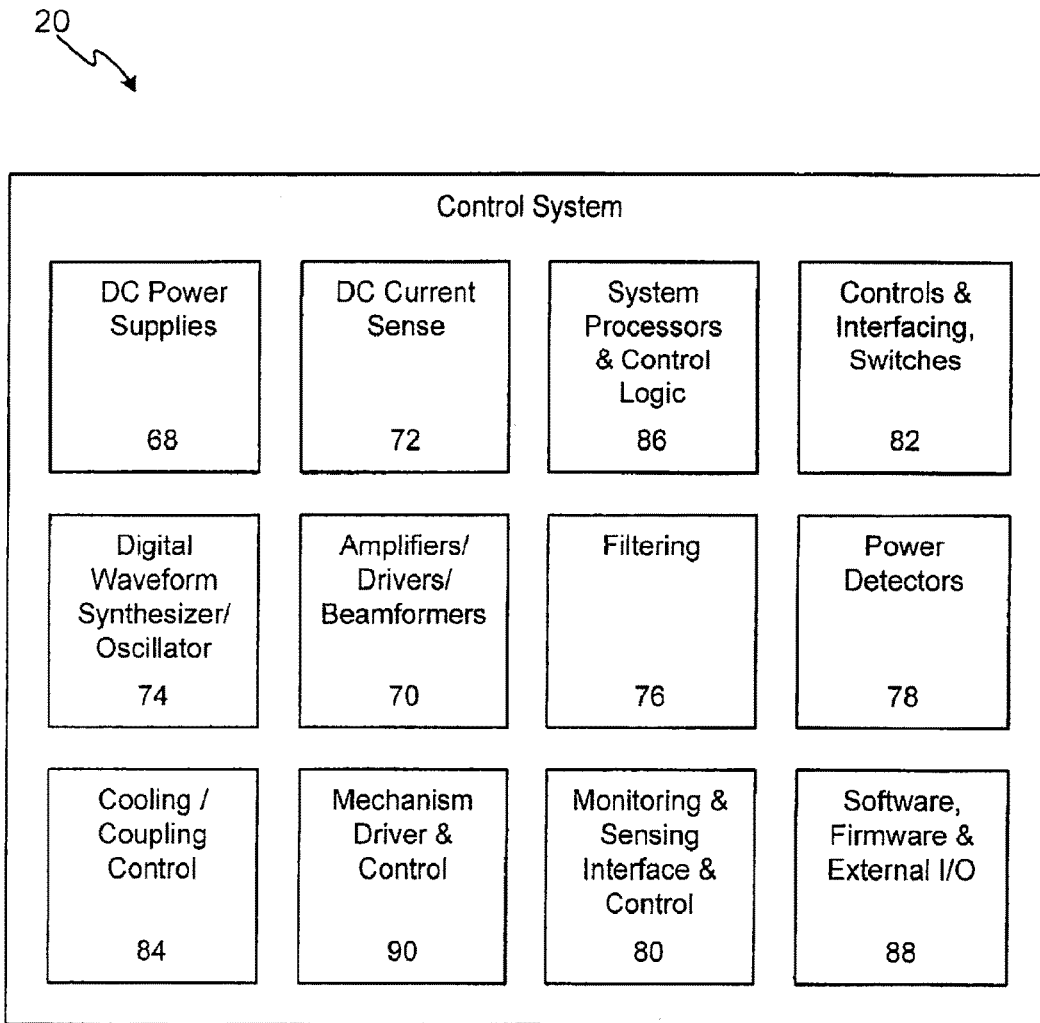 20
Control System
DC Power
Supplies
68
DC Current
Sense
72
System
Processors
& Control
Logic
86
Controls &
Interfacing,
Switches
82
Digital
Waveform
Synthesizer/
Oscillator
74
Amplifiers/
Drivers/
Beamformers
70
Filtering
76
Power
Detectors
78
Cooling /
Coupling
Control
84
Mechanism
Driver &
Control
90
Monitoring &
Sensing
Interface &
Control
80
Software,
Firmware &
External I/O
88